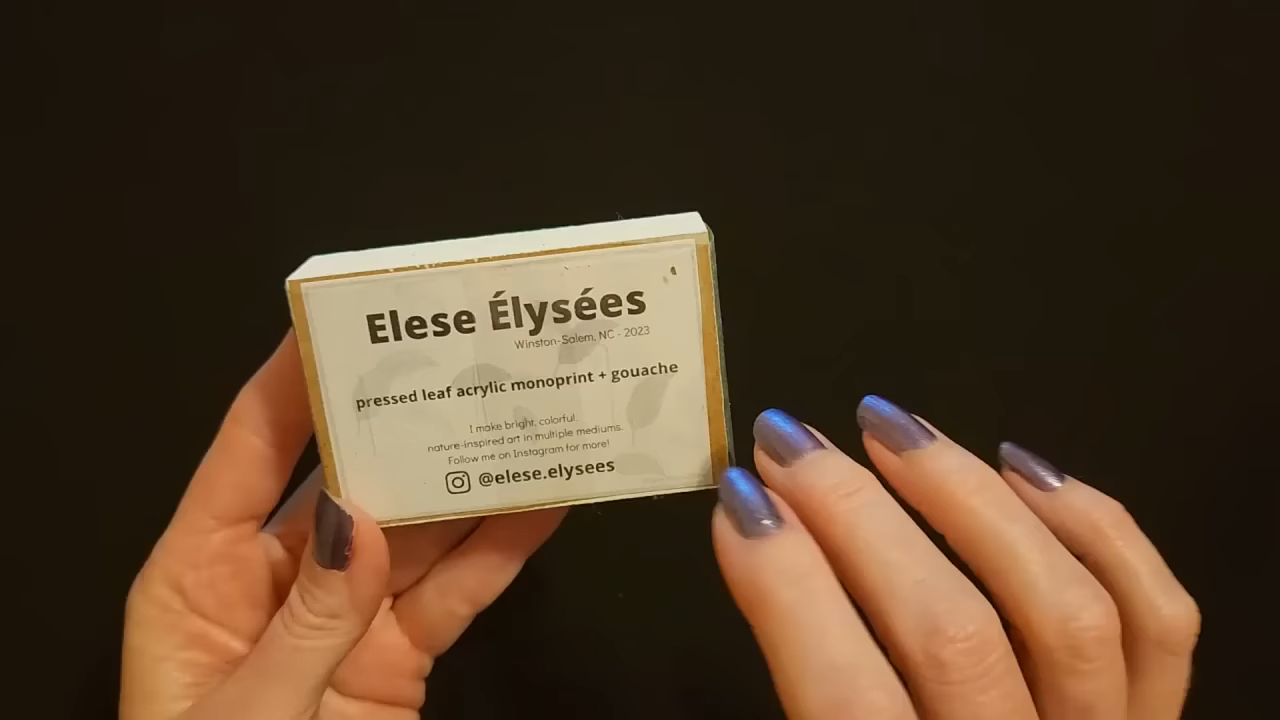 Elese Élysées
Winston-Salem, NC - 2023
pressed leaf acrylic monoprint + gouache
I make bright, colorful,
nature-inspired art in multiple mediums.
Follow me on Instagram for more!
@elese.elysees